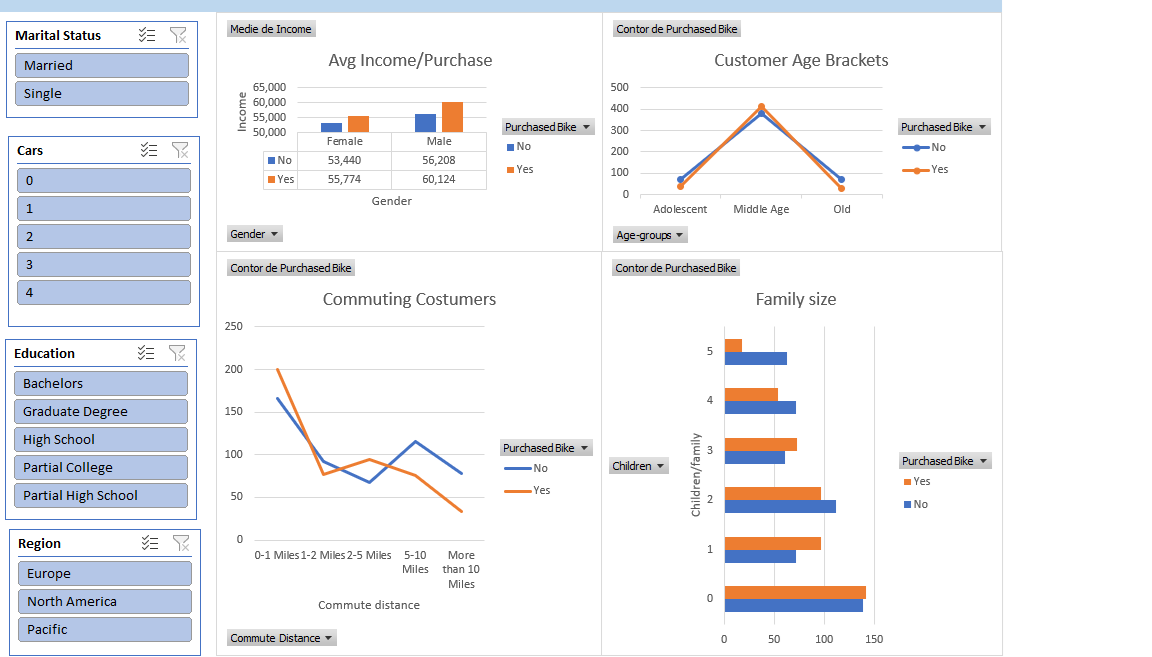 Marital Status
Married
Single
Cars
0
1
2
3
4
Education
Bachelors
Graduate Degree
High School
Partial College
Partial High School
Region
Europe
North America
Pacific
Medie de Income
Avg Income/Purchase
65,000
60,000
55,000
50,000
Income
Female Male
No 53,440 56,208
Yes 55,774 60,124
Gender
Purchased Bike
No
Yes
Gender
Contor de Purchased Bike
Customer Age Brackets
500
400
300
200
100
0
Adolescent Middle Age Old
Purchased Bike
No
Yes
Age-groups
Contor de Purchased Bike
Commuting Costumers
250
200
150
100
50
0
0-1 Miles 1-2 Miles 2-5 Miles 5-10 Miles More than 10 Miles
Commute distance
Purchased Bike
No
Yes
Commute Distance
Contor de Purchased Bike
Family size
Children
Children/family
5
4
3
2
1
0
0 50 100 150
Purchased Bike
Yes
No